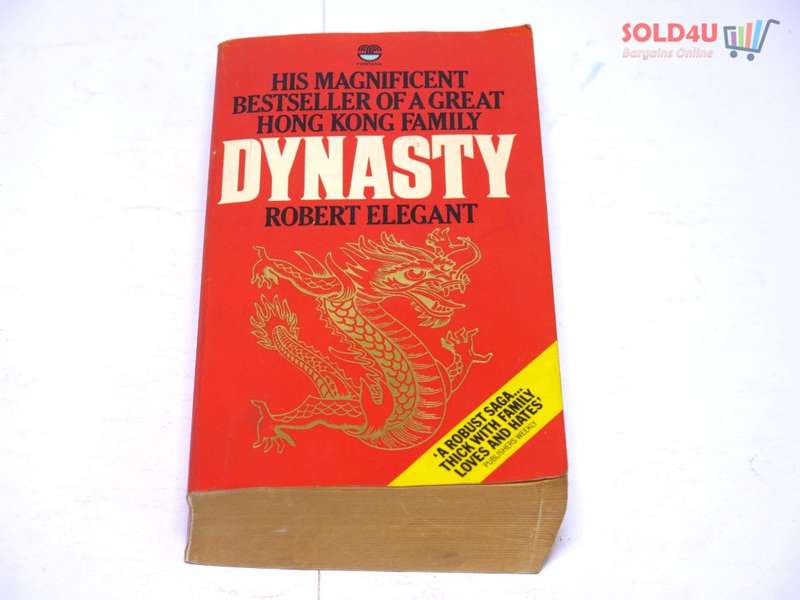 SOLD4U
Bargains Online
FONTANA
HIS MAGNIFICENT
BESTSELLER OF A GREAT
HONG KONG FAMILY
DYNASTY
ROBERT ELEGANT
'A ROBUST SAGA...
THICK WITH FAMILY
LOVES AND HATES'
PUBLISHERS WEEKLY